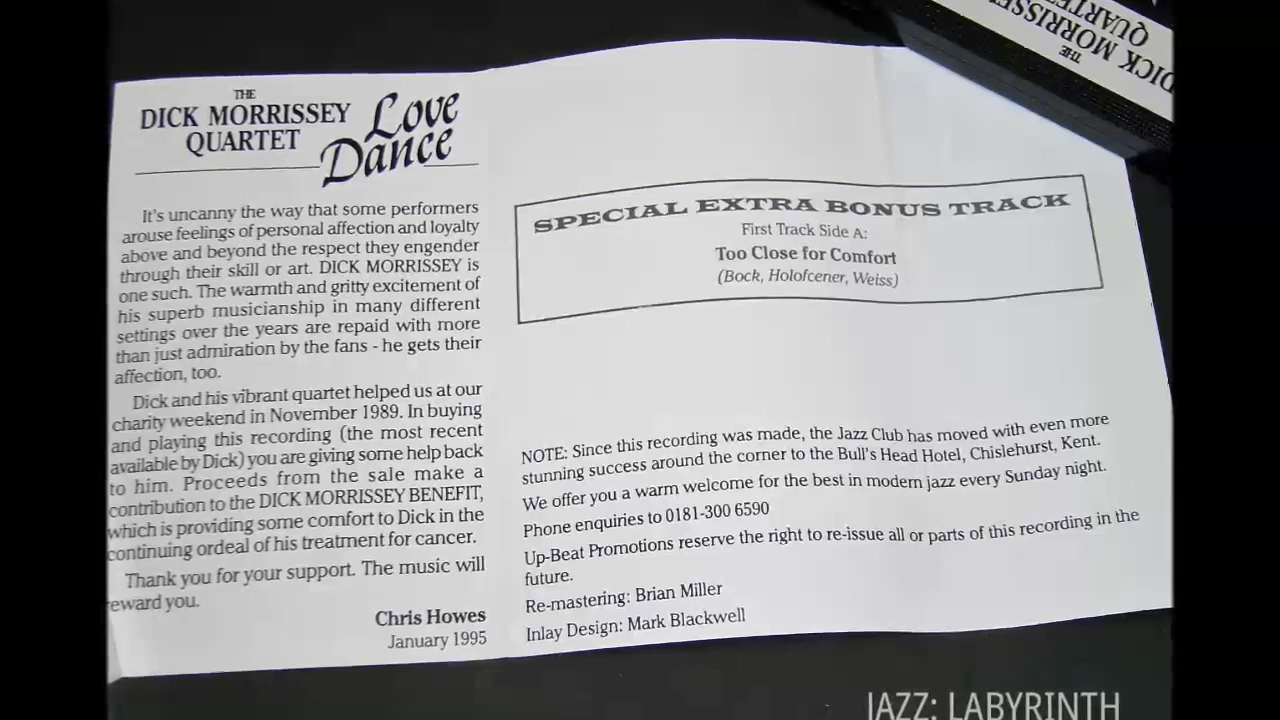 THE
DICK MORRISSEY
QUARTET
Love
Dance
It's uncanny the way that some performers
arouse feelings of personal affection and loyalty
above and beyond the respect they engender
through their skill or art. DICK MORRISSEY is
one such. The warmth and gritty excitement of
his superb musicianship in many different
settings over the years are repaid with more
than just admiration by the fans - he gets their
affection, too.
Dick and his vibrant quartet helped us at our
charity weekend in November 1989. In buying
and playing this recording (the most recent
available by Dick) you are giving some help back
to him. Proceeds from the sale make a
contribution to the DICK MORRISSEY BENEFIT,
which is providing some comfort to Dick in the
continuing ordeal of his treatment for cancer.
Thank you for your support. The music will
eward you.
Chris Howes
January 1995
SPECIAL EXTRA BONUS TRACK
First Track Side A:
Too Close for Comfort
(Bock, Holofcener, Weiss)
NOTE: Since this recording was made, the Jazz Club has moved with even more
stunning success around the corner to the Bull's Head Hotel, Chislehurst, Kent.
We offer you a warm welcome for the best in modern jazz every Sunday night.
Phone enquiries to 0181-300 6590
Up-Beat Promotions reserve the right to re-issue all or parts of this recording in the
future.
Re-mastering: Brian Miller
Inlay Design: Mark Blackwell
THE
DICK MORRISSE
QUARTE
JAZZ: LABYRINTH